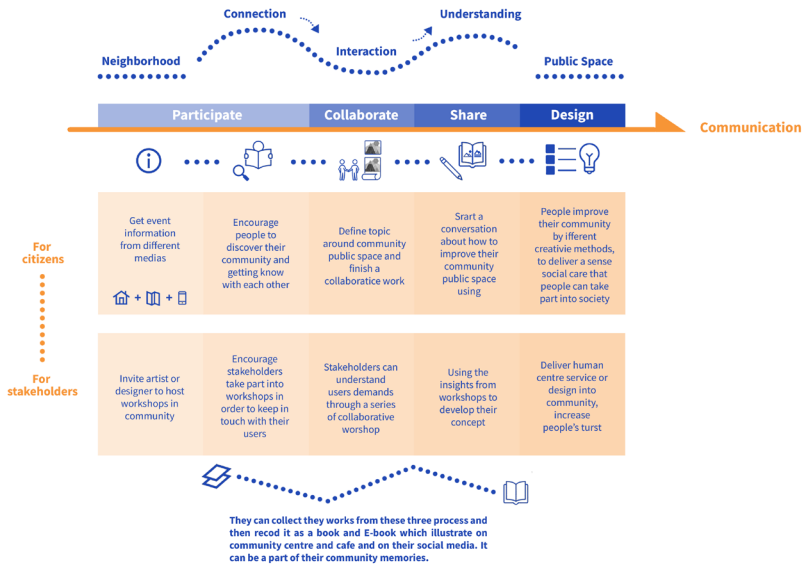 Connection
Understanding
Interaction
Neighborhood
Public Space
Participate
Collaborate
Share
Design
Communication
For
citizens
Get event
information
from different
medias
+ +
Encourage
people to
discover their
community and
getting know
with each other
Define topic
around community
public space and
finish a
collaboratice work
Srart a
conversation
about how to
improve their
community
public space
using
People improve
their community
by ifferent
creativie methods,
to deliver a sense
social care that
people can take
part into society
For
stakeholders
Invite artist or
designer to host
workshops in
community
Encourage
stakeholders
take part into
workshops in
order to keep in
touch with their
users
Stakeholders can
understand
users demands
through a series
of collaborative
worshop
Using the
insights from
workshops to
develop their
concept
Deliver human
centre service or
design into
community,
increase
people's turst
They can collect they works from these three process and
then recod it as a book and E-book which illustrate on
community centre and cafe and on their social media. It
can be a part of their community memories.